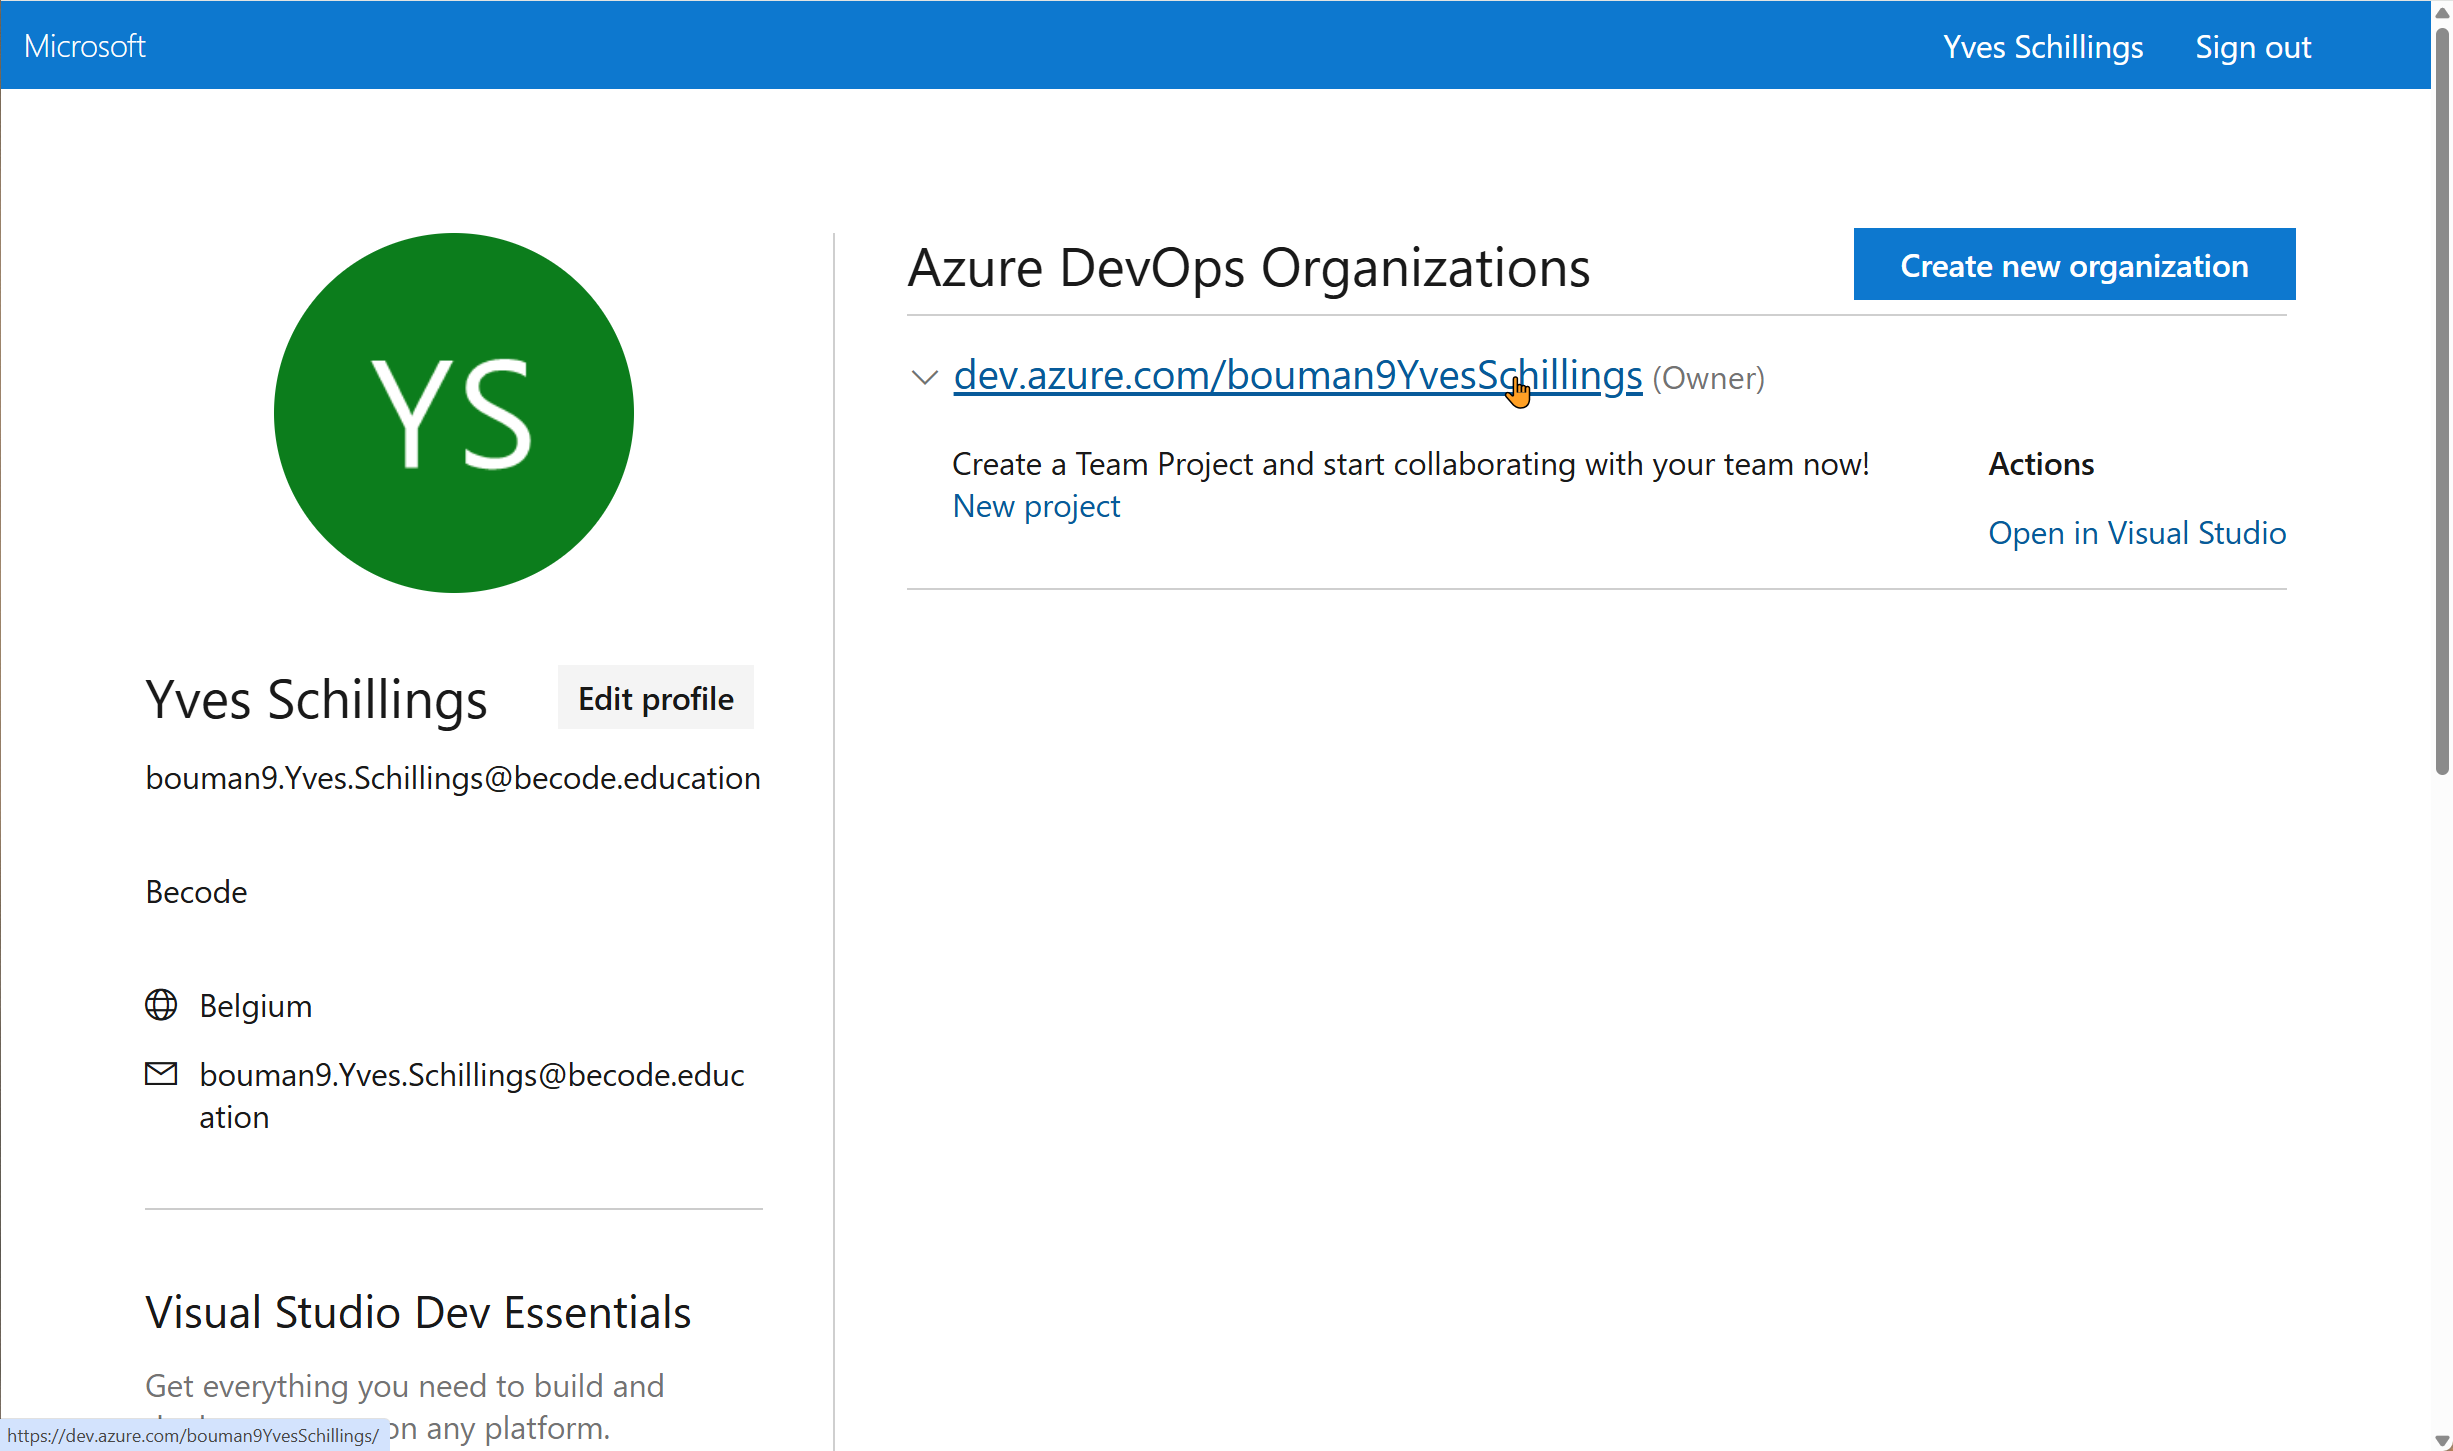 Microsoft
Yves Schillings
Sign out
YS
Yves Schillings
Edit profile
bouman9.Yves.Schillings@becode.education
Becode
Belgium
bouman9.Yves.Schillings@becode.educ
ation
Visual Studio Dev Essentials
Get everything you need to build and
on any platform.
Azure DevOps Organizations
Create new organization
dev.azure.com/bouman9YvesSchillings (Owner)
Create a Team Project and start collaborating with your team now!
New project
Actions
Open in Visual Studio
https://dev.azure.com/bouman9YvesSchillings/